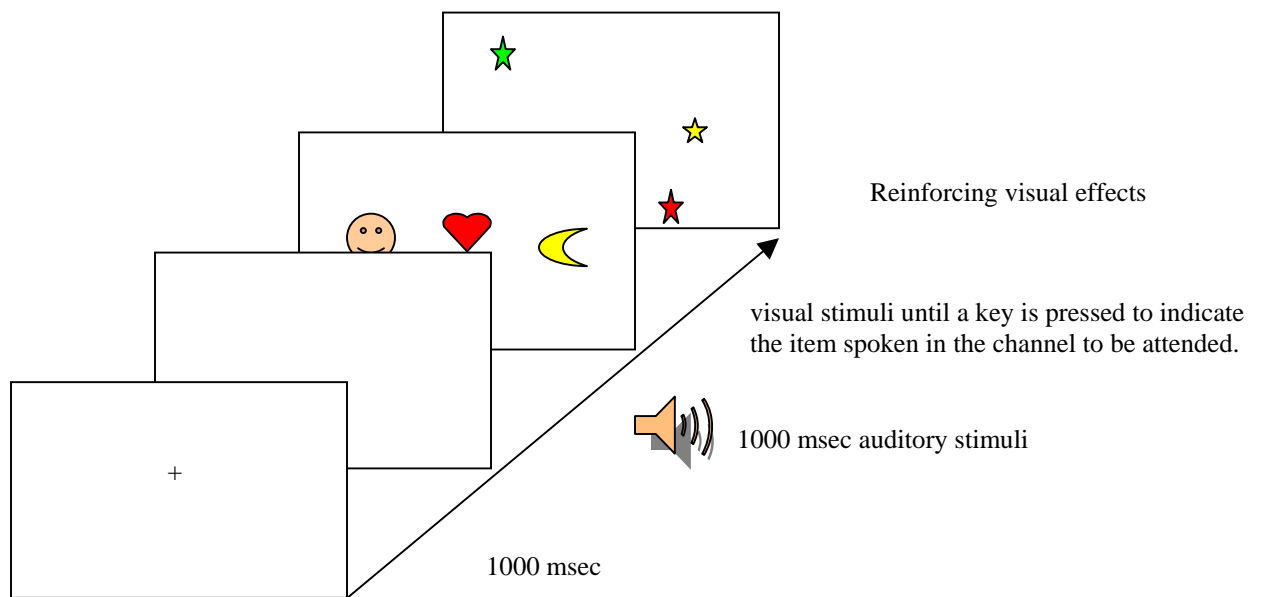 Reinforcing visual effects
visual stimuli until a key is pressed to indicate
the item spoken in the channel to be attended.
1000 msec auditory stimuli
+
1000 msec